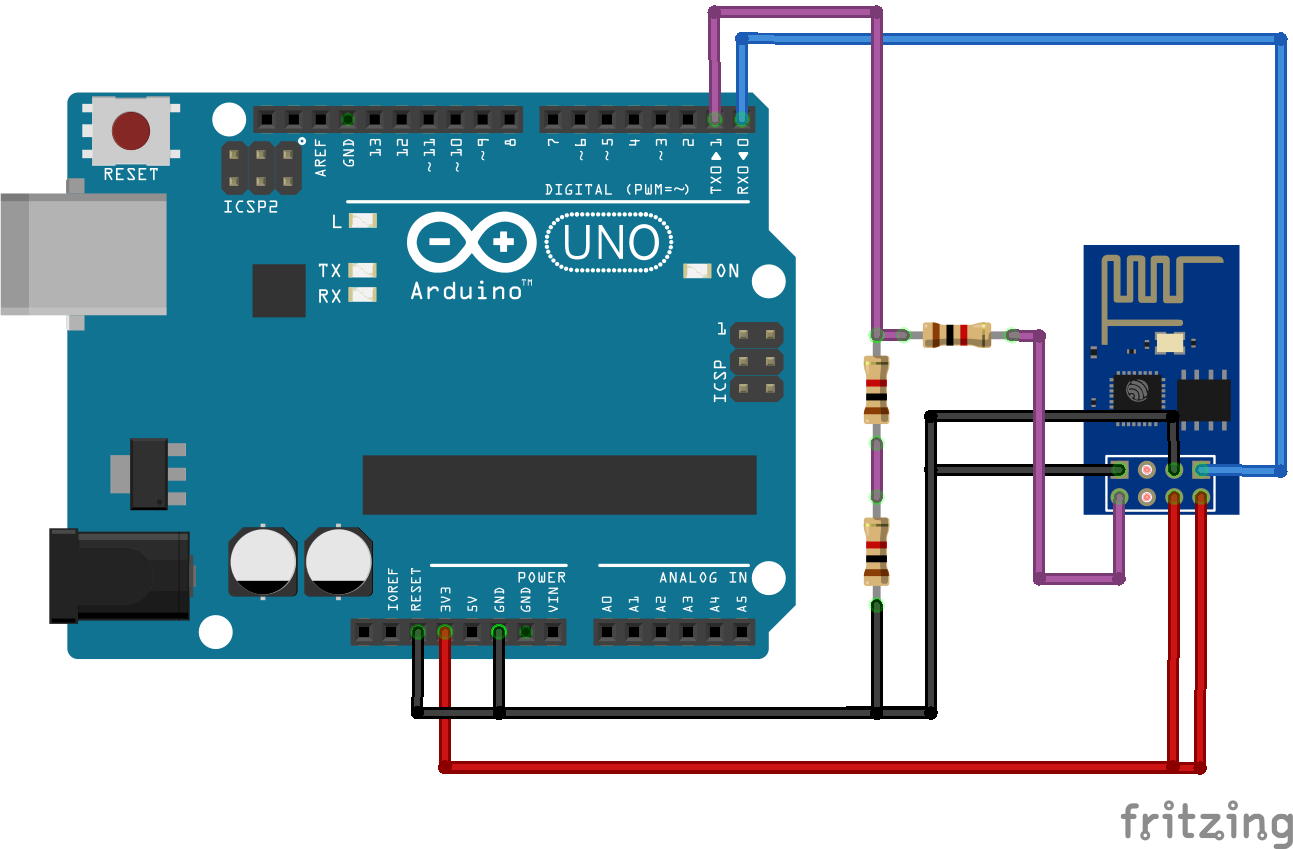 RESET
ICSP2
AREF
GND
13
12
~11
~10
~9
8
7
~6
~5
4
~3
2
TX0▶1
RX0◀0
DIGITAL (PWM=~)
L
TX
RX
UNO
Arduino™
ON
1
ICSP
IOREF
RESET
3V3
5V
GND
GND
VIN
POWER
ANALOG IN
A0
A1
A2
A3
A4
A5
fritzing